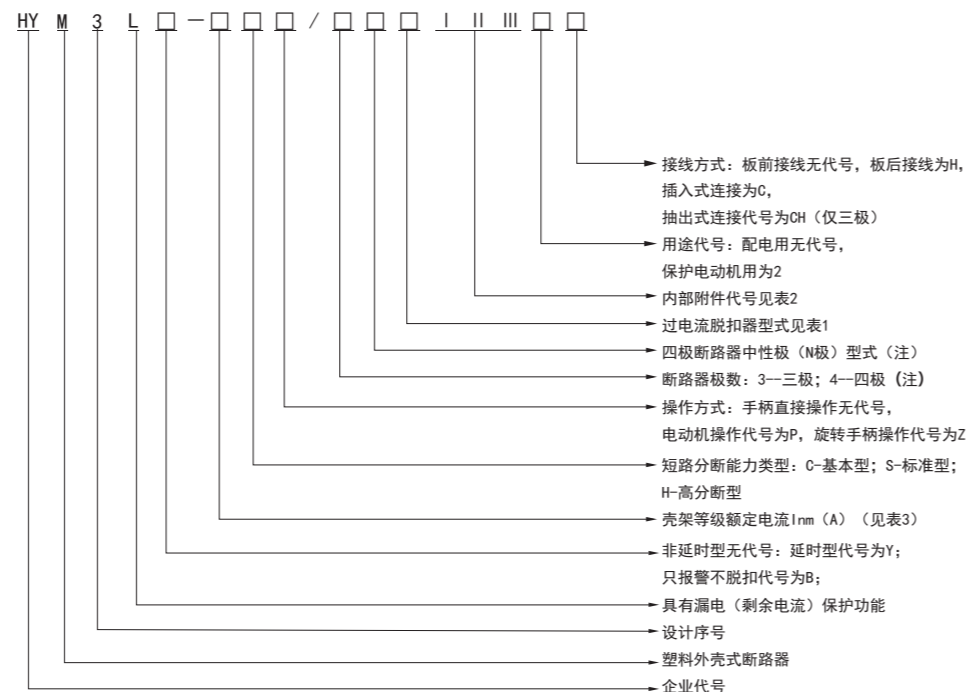 HY M 3 L □－□ □ □ / □ □ □ I II III □ □
接线方式：板前接线无代号，板后接线为H，
插入式连接为C，
抽出式连接代号为CH（仅三极）
用途代号：配电用无代号，
保护电动机用为2
内部附件代号见表2
过电流脱扣器型式见表1
四极断路器中性极（N极）型式（注）
断路器极数：3--三极；4--四极（注）
操作方式：手柄直接操作无代号，
电动机操作代号为P，旋转手柄操作代号为Z
短路分断能力类型：C-基本型；S-标准型；
H-高分断型
壳架等级额定电流Inm（A）（见表3）
非延时型无代号：延时型代号为Y；
只报警不脱扣代号为B；
具有漏电（剩余电流）保护功能
设计序号
塑料外壳式断路器
企业代号